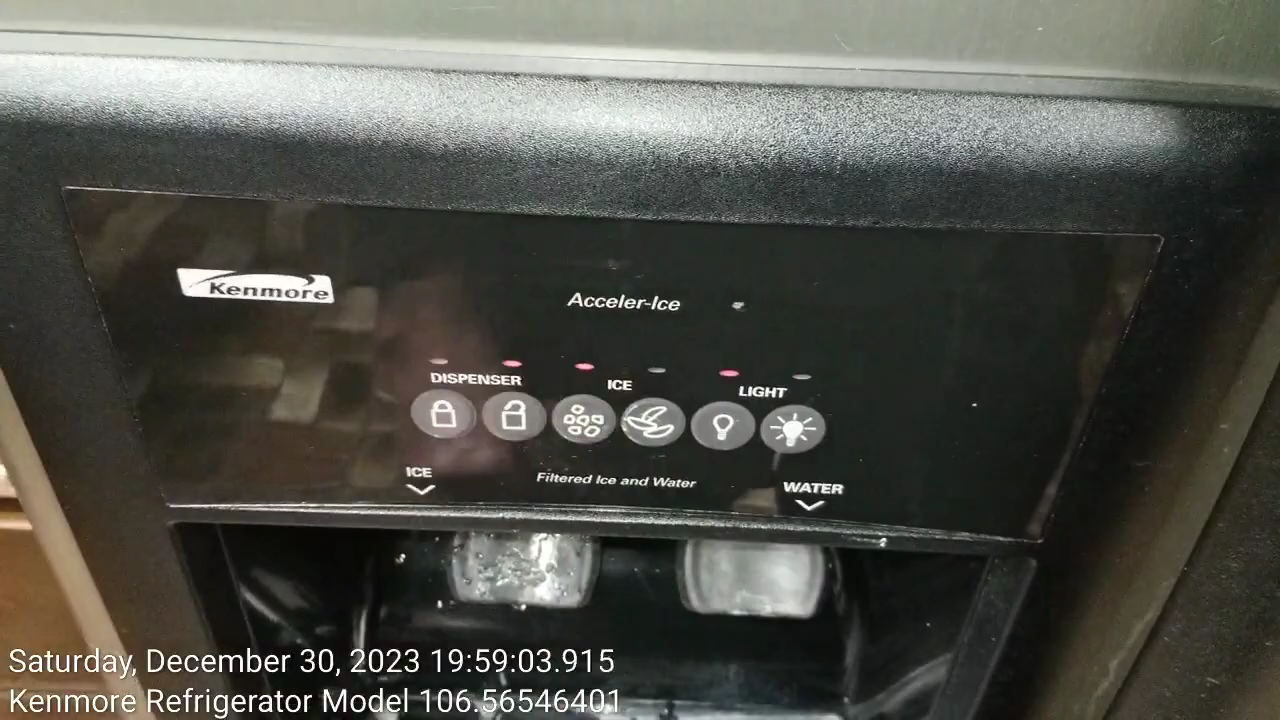 Kenmore
Acceler-Ice
DISPENSER ICE LIGHT
ICE Filtered Ice and Water WATER
Saturday, December 30, 2023 19:59:03.915
Kenmore Refrigerator Model 106.56546401